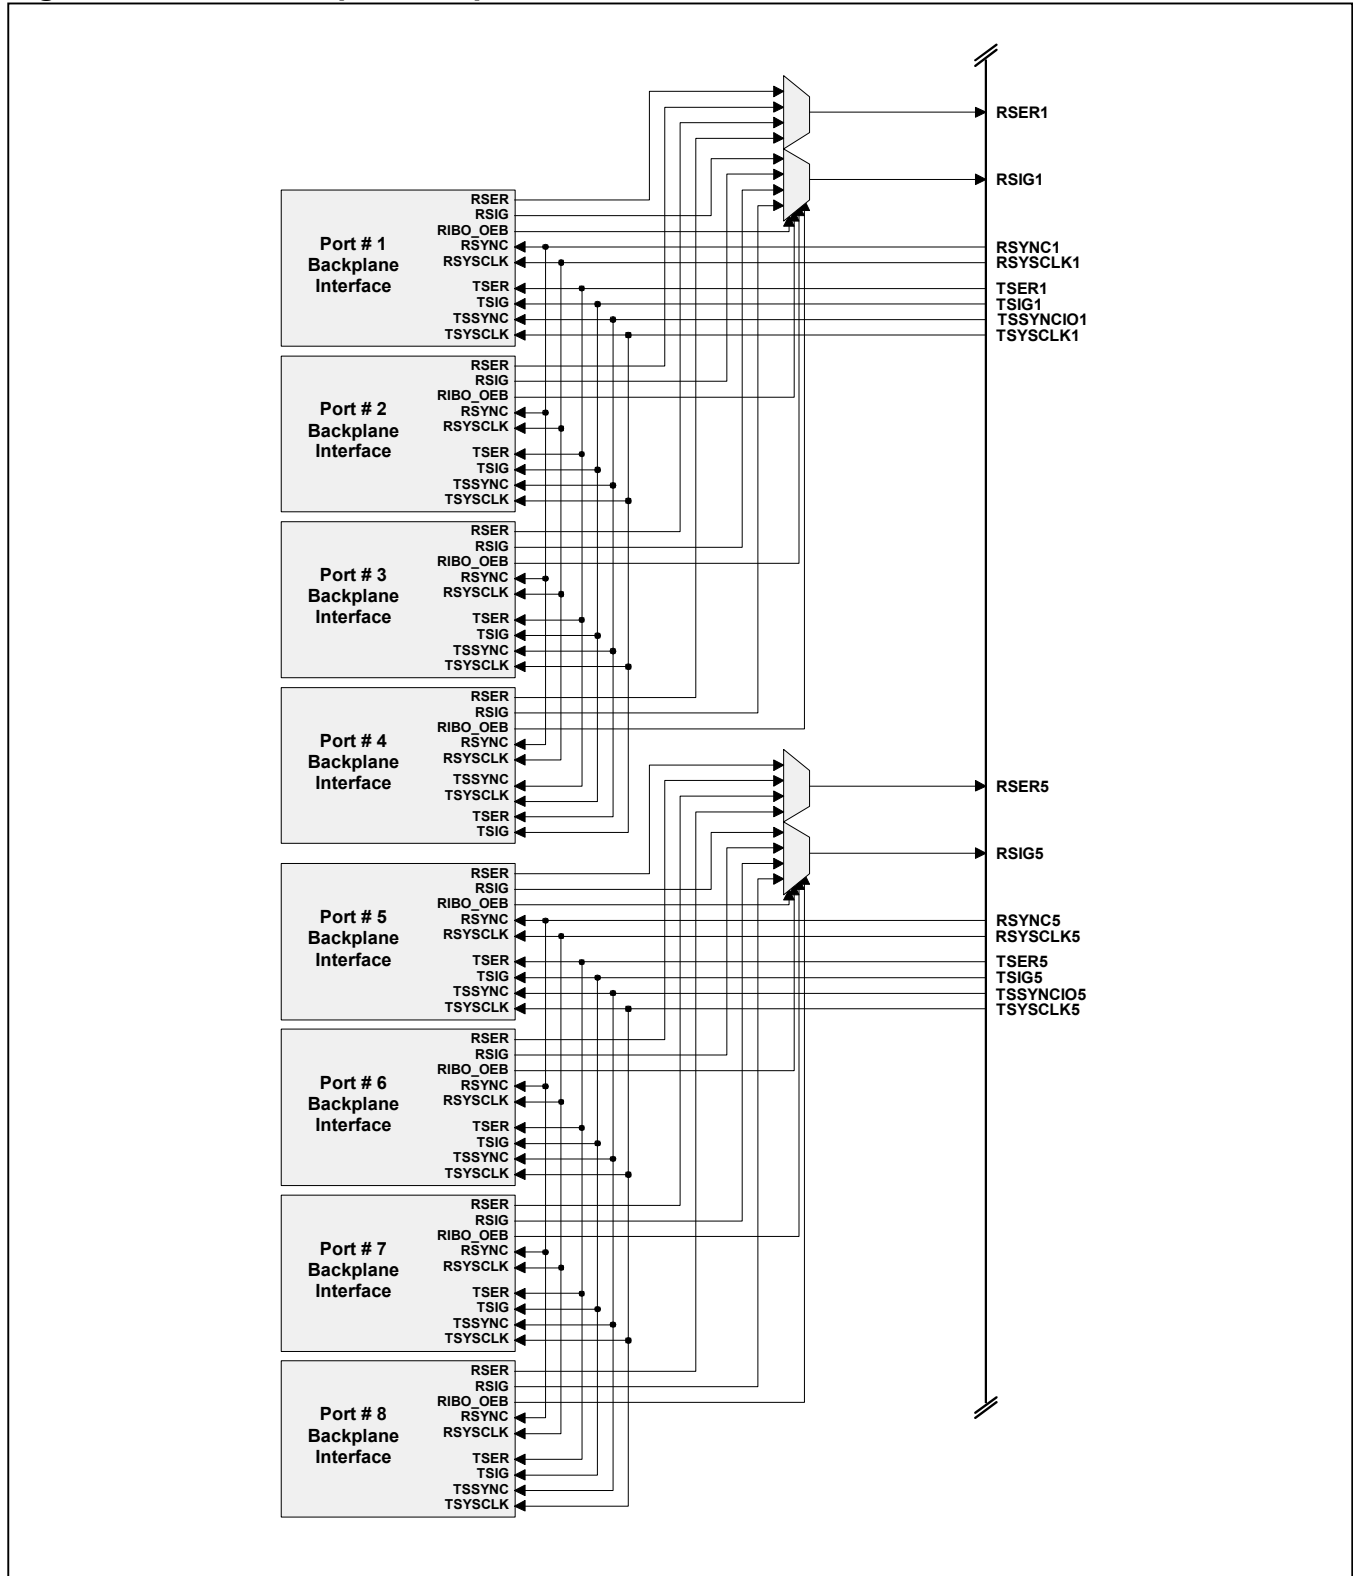 RSER1
RSIG1
RSER
RSIG
RIBO_OEB
RSYNC
RSYSCLK
TSER
TSIG
TSSYNC
TSYSCLK
Port # 1
Backplane
Interface
RSYNC1
RSYSCLK1
TSER1
TSIG1
TSSYNCIO1
TSYSCLK1
RSER
RSIG
RIBO_OEB
RSYNC
RSYSCLK
TSER
TSIG
TSSYNC
TSYSCLK
Port # 2
Backplane
Interface
RSER
RSIG
RIBO_OEB
RSYNC
RSYSCLK
TSER
TSIG
TSSYNC
TSYSCLK
Port # 3
Backplane
Interface
RSER
RSIG
RIBO_OEB
RSYNC
RSYSCLK
TSSYNC
TSYSCLK
TSER
TSIG
Port # 4
Backplane
Interface
RSER5
RSIG5
RSER
RSIG
RIBO_OEB
RSYNC
RSYSCLK
TSER
TSIG
TSSYNC
TSYSCLK
Port # 5
Backplane
Interface
RSYNC5
RSYSCLK5
TSER5
TSIG5
TSSYNCIO5
TSYSCLK5
RSER
RSIG
RIBO_OEB
RSYNC
RSYSCLK
TSER
TSIG
TSSYNC
TSYSCLK
Port # 6
Backplane
Interface
RSER
RSIG
RIBO_OEB
RSYNC
RSYSCLK
TSER
TSIG
TSSYNC
TSYSCLK
Port # 7
Backplane
Interface
RSER
RSIG
RIBO_OEB
RSYNC
RSYSCLK
TSER
TSIG
TSSYNC
TSYSCLK
Port # 8
Backplane
Interface